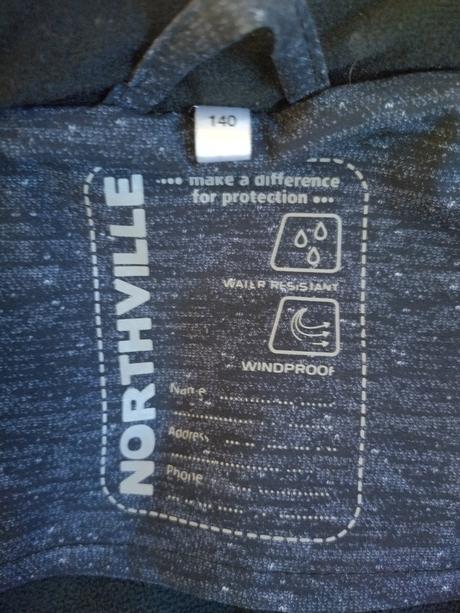 140
NORTHVILLE
•••• make a difference
for protection •••
WATER RESISTANT
WINDPROOF
Name ....................
Address ....................
Phone ....................